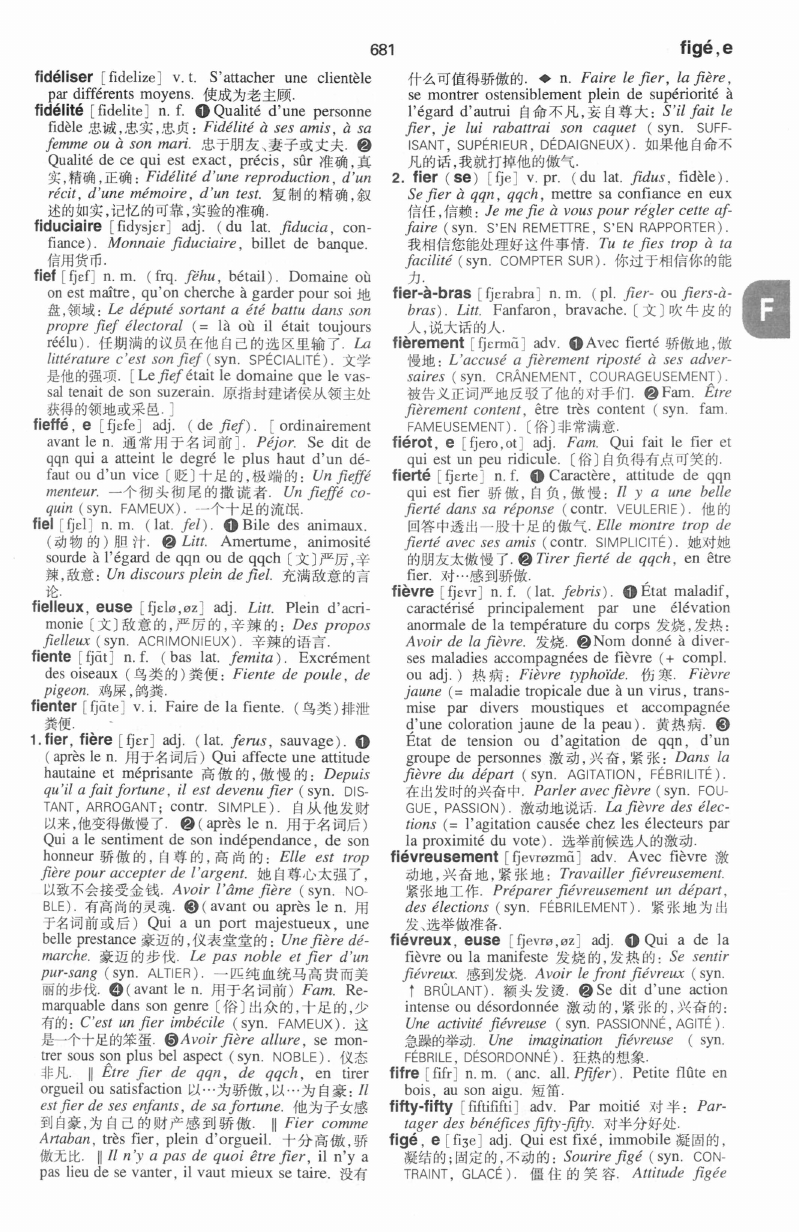 681
figé,e
fidéliser [fidelize] v.t. S'attacher une clientèle
par différents moyens. 使成为老主顾.
fidélité [fidelite] n.f. ❶Qualité d'une personne
fidèle 忠诚,忠实,忠贞: Fidélité à ses amis, à sa
femme ou à son mari. 忠于朋友、妻子或丈夫. ❷
Qualité de ce qui est exact, précis, sûr 准确,真
实,精确,正确: Fidélité d'une reproduction, d'un
récit, d'une mémoire, d'un test. 复制的精确,叙
述的如实,记忆的可靠,实验的准确.
fiduciaire [fidysjɛr] adj. (du lat. fiducia, con-
fiance). Monnaie fiduciaire, billet de banque.
信用货币.
fief [fjɛf] n.m. (frq. fĕhu, bétail). Domaine où
on est maître, qu'on cherche à garder pour soi 地
盘,领域: Le député sortant a été battu dans son
propre fief électoral (= là où il était toujours
réélu). 任期满的议员在他自己的选区里输了. La
littérature c'est son fief (syn. SPÉCIALITÉ). 文学
是他的强项. [Le fief était le domaine que le vas-
sal tenait de son suzerain. 原指封建诸侯从领主处
获得的领地或采邑.]
fieffé, e [fjɛfe] adj. (de fief). [ordinairement
avant le n. 通常用于名词前]. Péjor. Se dit de
qqn qui a atteint le degré le plus haut d'un dé-
faut ou d'un vice [贬]十足的,极端的: Un fieffé
menteur. 一个彻头彻尾的撒谎者. Un fieffé co-
quin (syn. FAMEUX). 一个十足的流氓.
fiel [fjɛl] n.m. (lat. fel). ❶Bile des animaux.
(动物的)胆汁. ❷ Litt. Amertume, animosité
sourde à l'égard de qqn ou de qqch〔文〕严厉,辛
辣,敌意: Un discours plein de fiel. 充满敌意的言
论.
fielleux, euse [fjɛlø,øz] adj. Litt. Plein d'acri-
monie〔文〕敌意的,严厉的,辛辣的: Des propos
fielleux (syn. ACRIMONIEUX). 辛辣的语言.
fiente [fjɑ̃t] n.f. (bas lat. femita). Excrément
des oiseaux (鸟类的)粪便: Fiente de poule, de
pigeon. 鸡屎,鸽粪.
fienter [fjɑ̃te] v.i. Faire de la fiente. (鸟类)排泄
粪便.
1. fier, fière [fjɛr] adj. (lat. ferus, sauvage). ❶
(après le n. 用于名词后) Qui affecte une attitude
hautaine et méprisante 高傲的,傲慢的: Depuis
qu'il a fait fortune, il est devenu fier (syn. DIS-
TANT, ARROGANT; contr. SIMPLE). 自从他发财
以来,他变得傲慢了. ❷(après le n. 用于名词后)
Qui a le sentiment de son indépendance, de son
honneur 骄傲的,自尊的,高尚的: Elle est trop
fière pour accepter de l'argent. 她自尊心太强了,
以致不会接受金钱. Avoir l'âme fière (syn. NO-
BLE). 有高尚的灵魂. ❸(avant ou après le n. 用
于名词前或后) Qui a un port majestueux, une
belle prestance 豪迈的,仪表堂堂的: Une fière dé-
marche. 豪迈的步伐. Le pas noble et fier d'un
pur-sang (syn. ALTIER). 一匹纯血统马高贵而美
丽的步伐. ❹(avant le n. 用于名词前) Fam. Re-
marquable dans son genre [俗]出众的,十足的,少
有的: C'est un fier imbécile (syn. FAMEUX). 这
是一个十足的笨蛋. ❺Avoir fière allure, se mon-
trer sous son plus bel aspect (syn. NOBLE). 仪态
非凡. ‖ Être fier de qqn, de qqch, en tirer
orgueil ou satisfaction 以…为骄傲,以…为自豪: Il
est fier de ses enfants, de sa fortune. 他为子女感
到自豪,为自己的财产感到骄傲. ‖ Fier comme
Artaban, très fier, plein d'orgueil. 十分高傲,骄
傲无比. ‖ Il n'y a pas de quoi être fier, il n'y a
pas lieu de se vanter, il vaut mieux se taire. 没有
什么可值得骄傲的. ◆ n. Faire le fier, la fière,
se montrer ostensiblement plein de supériorité à
l'égard d'autrui 自命不凡,妄自尊大: S'il fait le
fier, je lui rabattrai son caquet (syn. SUFF-
ISANT, SUPÉRIEUR, DÉDAIGNEUX). 如果他自命不
凡的话,我就打掉他的傲气.
2. fier (se) [fje] v.pr. (du lat. fidus, fidèle).
Se fier à qqn, qqch, mettre sa confiance en eux
信任,信赖: Je me fie à vous pour régler cette af-
faire (syn. S'EN REMETTRE, S'EN RAPPORTER).
我相信您能处理好这件事情. Tu te fies trop à ta
facilité (syn. COMPTER SUR). 你过于相信你的能
力.
fier-à-bras [fjɛrabra] n.m. (pl. fier- ou fiers-à-
bras). Litt. Fanfaron, bravache.〔文〕吹牛皮的
人,说大话的人.
fièrement [fjɛrmɑ̃] adv. ❶Avec fierté 骄傲地,傲
慢地: L'accusé a fièrement riposté à ses adver-
saires (syn. CRÂNEMENT, COURAGEUSEMENT).
被告义正词严地反驳了他的对手们. ❷Fam. Être
fièrement content, être très content (syn. fam.
FAMEUSEMENT).〔俗〕非常满意.
fiérot, e [fjero,ɔt] adj. Fam. Qui fait le fier et
qui est un peu ridicule.〔俗〕自负得有点可笑的.
fierté [fjɛrte] n.f. ❶ Caractère, attitude de qqn
qui est fier 骄傲,自负,傲慢: Il y a une belle
fierté dans sa réponse (contr. VEULERIE). 他的
回答中透出一股十足的傲气. Elle montre trop de
fierté avec ses amis (contr. SIMPLICITÉ). 她对她
的朋友太傲慢了. ❷Tirer fierté de qqch, en être
fier. 对…感到骄傲.
fièvre [fjɛvr] n.f. (lat. febris). ❶État maladif,
caractérisé principalement par une élévation
anormale de la température du corps 发烧,发热:
Avoir de la fièvre. 发烧. ❷Nom donné à diver-
ses maladies accompagnées de fièvre (+ compl.
ou adj.) 热病: Fièvre typhoïde. 伤寒. Fièvre
jaune (= maladie tropicale due à un virus, trans-
mise par divers moustiques et accompagnée
d'une coloration jaune de la peau). 黄热病. ❸
État de tension ou d'agitation de qqn, d'un
groupe de personnes 激动,兴奋,紧张: Dans la
fièvre du départ (syn. AGITATION, FÉBRILITÉ).
在出发时的兴奋中. Parler avec fièvre (syn. FOU-
GUE, PASSION). 激动地说话. La fièvre des élec-
tions (= l'agitation causée chez les électeurs par
la proximité du vote). 选举前候选人的激动.
fiévreusement [fjevrøzmɑ̃] adv. Avec fièvre 激
动地,兴奋地,紧张地: Travailler fiévreusement.
紧张地工作. Préparer fiévreusement un départ,
des élections (syn. FÉBRILEMENT). 紧张地为出
发、选举做准备.
fiévreux, euse [fjevrø,øz] adj. ❶ Qui a de la
fièvre ou la manifeste 发烧的,发热的: Se sentir
fiévreux. 感到发烧. Avoir le front fiévreux (syn.
↑ BRÛLANT). 额头发烫. ❷Se dit d'une action
intense ou désordonnée 激动的,紧张的,兴奋的:
Une activité fiévreuse (syn. PASSIONNÉ, AGITÉ).
急躁的举动. Une imagination fiévreuse (syn.
FÉBRILE, DÉSORDONNÉ). 狂热的想象.
fifre [fifr] n.m. (anc. all. Pfifer). Petite flûte en
bois, au son aigu. 短笛.
fifty-fifty [fiftififti] adv. Par moitié 对半: Par-
tager des bénéfices fifty-fifty. 对半分好处.
figé, e [fiʒe] adj. Qui est fixé, immobile 凝固的,
凝结的;固定的,不动的: Sourire figé (syn. CON-
TRAINT, GLACÉ). 僵住的笑容. Attitude figée
F